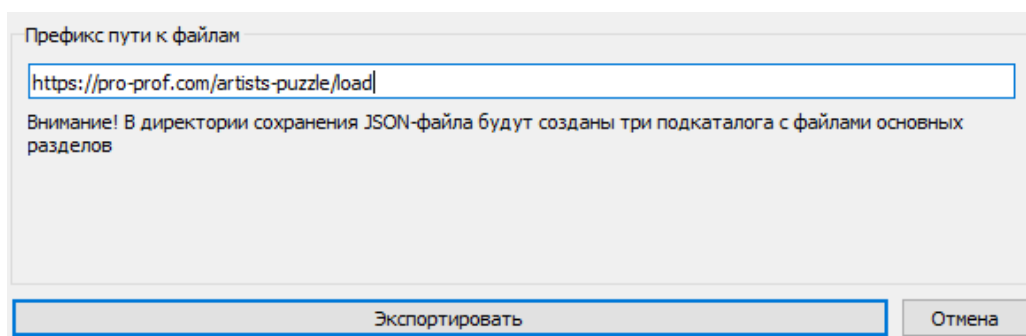 Префикс пути к файлам
https://pro-prof.com/artists-puzzle/load
Внимание! В директории сохранения JSON-файла будут созданы три подкаталога с файлами основных
разделов
Экспортировать
Отмена